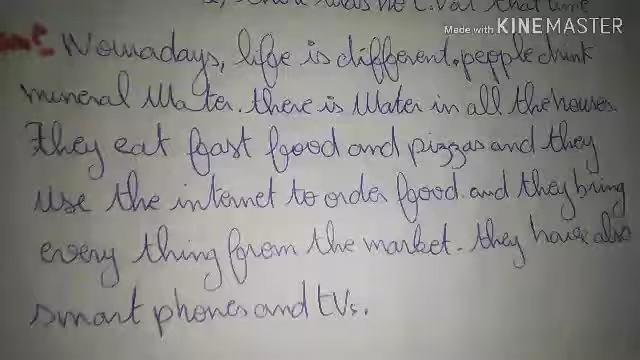 Made with KINEMASTER
Nowadays, life is different. people drink
mineral Water. there is Water in all the houses
They eat fast food and pizzas and they
use the internet to order food. and they bring
every thing from the market. they have also
smart phones and TVs.